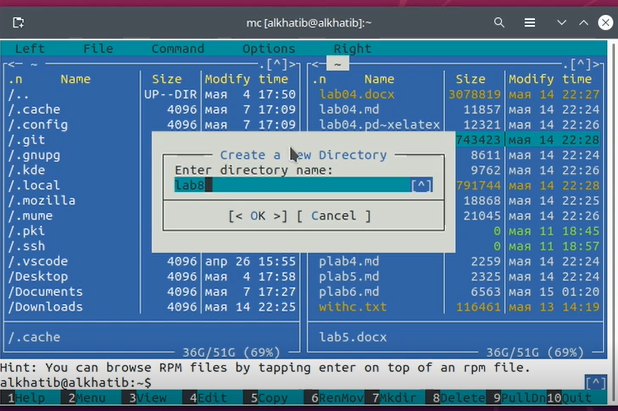 mc [alkhatib@alkhatib]:~
Left File Command Options Right
<─ ~ .[^]> <─ ~ .[^]>
.n Name Size Modify time .n Name Size Modify time
/.. UP--DIR мая 4 17:50 lab04.docx 3078819 мая 14 22:27
/.cache 4096 мая 7 17:09 lab04.md 11857 мая 14 22:24
/.config 4096 мая 7 17:09 lab04.pd~xelatex 12321 мая 14 22:26
/.git 743423 мая 14 22:28
/.gnupg 8611 мая 14 22:24
/.kde 9762 мая 14 22:26
/.local 791744 мая 14 22:28
/.mozilla 18868 мая 14 22:25
/.mume 21045 мая 14 22:26
/.pki 0 мая 11 18:45
/.ssh 0 мая 11 18:57
/.vscode 4096 апр 26 15:55 plab4.md 2259 мая 14 22:24
/Desktop 4096 мая 4 17:58 plab5.md 2325 мая 14 22:24
/Documents 4096 мая 7 17:27 plab6.md 6563 мая 15 01:20
/Downloads 4096 мая 14 22:25 withc.txt 116461 мая 13 14:19
Create a New Directory
Enter directory name:
lab8 [^]
[< OK >] [ Cancel ]
/.cache lab5.docx
36G/51G (69%) 36G/51G (69%)
Hint: You can browse RPM files by tapping enter on top of an rpm file.
alkhatib@alkhatib:~$ [^]
1Help 2Menu 3View 4Edit 5Copy 6RenMov 7Mkdir 8Delete 9PullDn 10Quit